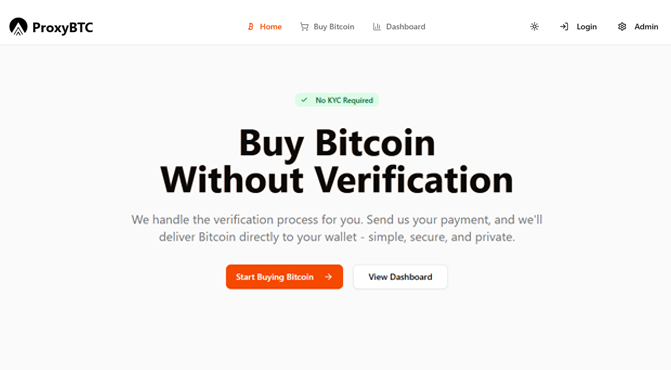 ProxyBTC
Home Buy Bitcoin Dashboard
Login Admin
No KYC Required
Buy Bitcoin
Without Verification
We handle the verification process for you. Send us your payment, and we'll
deliver Bitcoin directly to your wallet - simple, secure, and private.
Start Buying Bitcoin View Dashboard